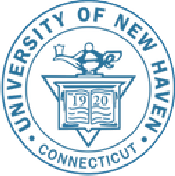 · UNIVERSITY OF NEW HAVEN ·
1920
CONNECTICUT